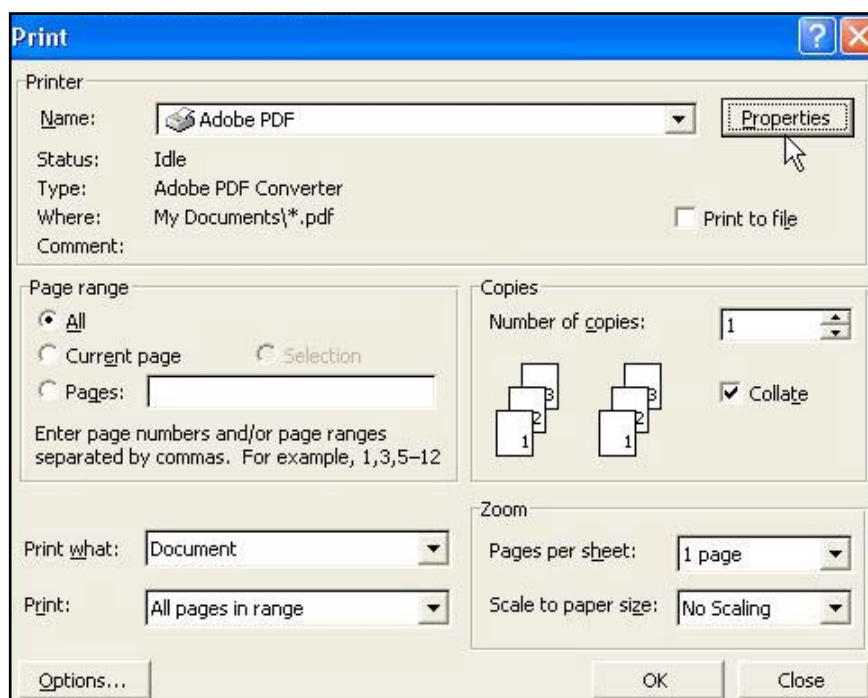 Print
Printer
Name: Adobe PDF Properties
Status: Idle
Type: Adobe PDF Converter
Where: My Documents\*.pdf Print to file
Comment:
Page range
All
Current page Selection
Pages:
Enter page numbers and/or page ranges
separated by commas. For example, 1,3,5–12
Copies
Number of copies: 1
3 3
2 2
1 1
Collate
Print what: Document
Print: All pages in range
Zoom
Pages per sheet: 1 page
Scale to paper size: No Scaling
Options... OK Close